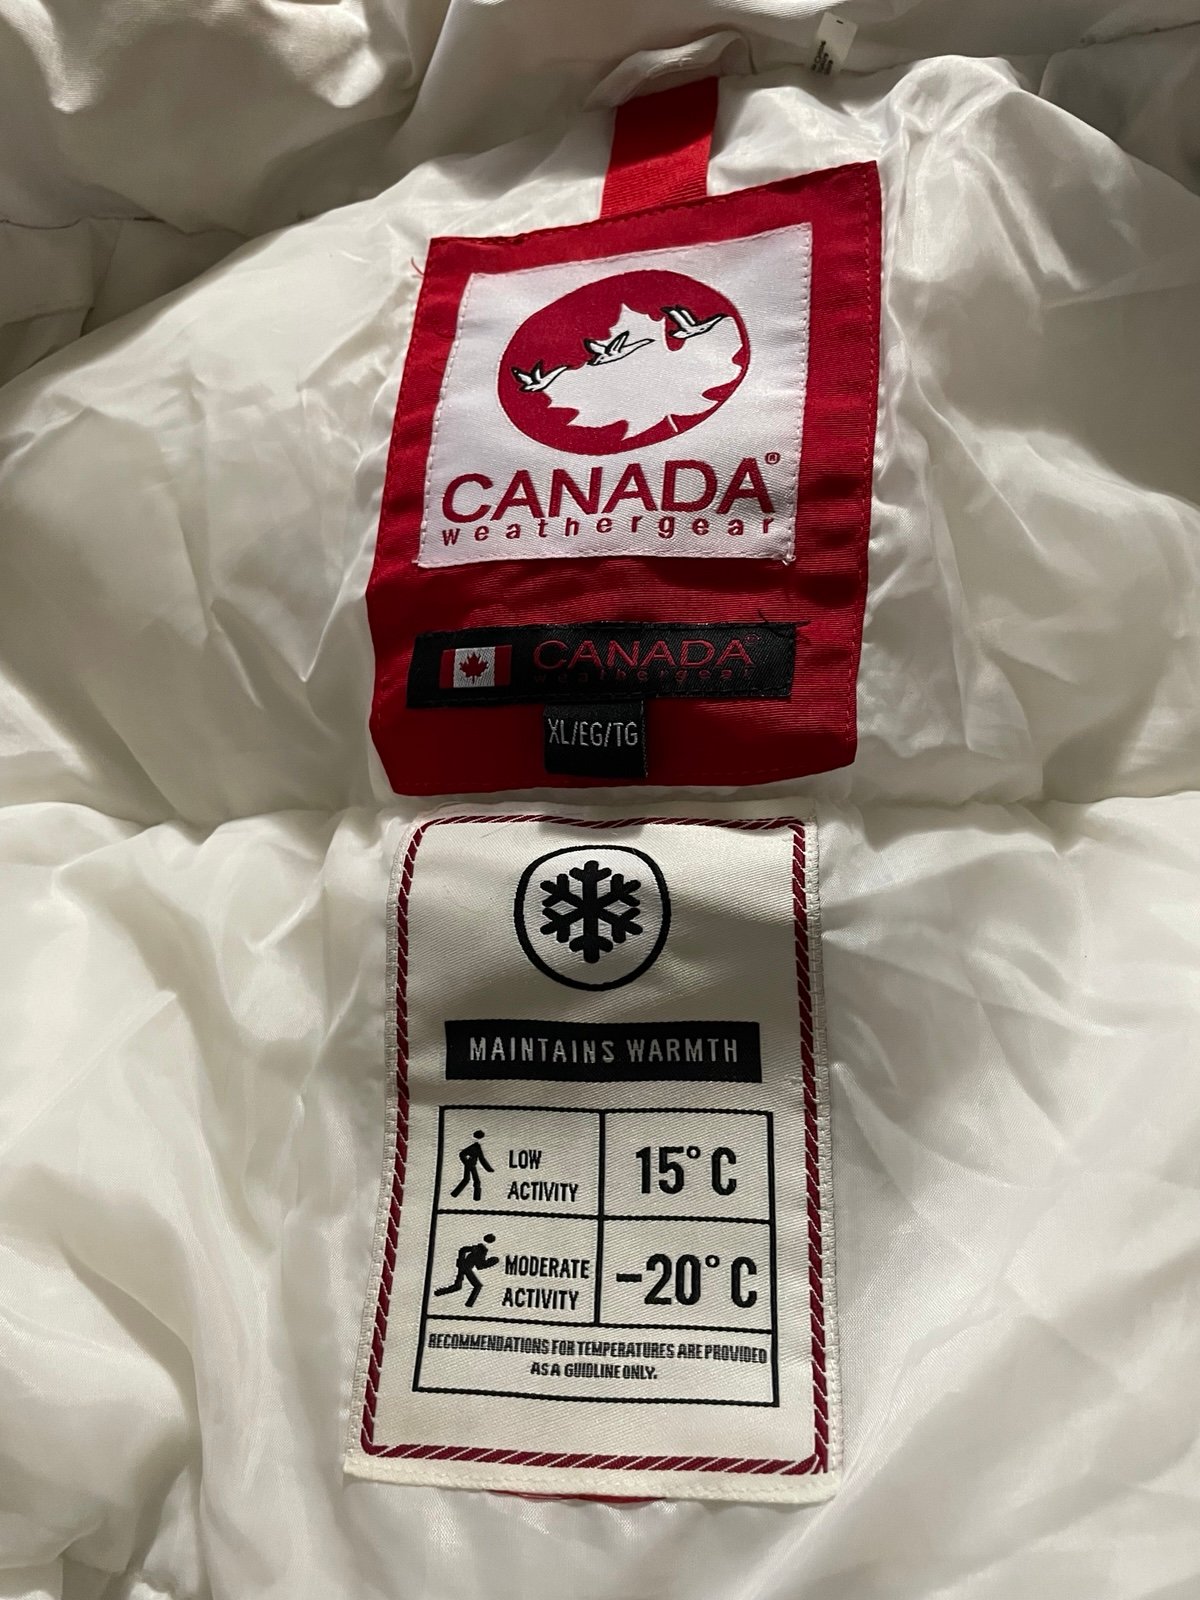 CANADA®
weathergear
CANADA
weathergear
XL/EG/TG
MAINTAINS WARMTH
LOW
ACTIVITY
15°C
MODERATE
ACTIVITY
-20°C
RECOMMENDATIONS FOR TEMPERATURES ARE PROVIDED
AS A GUIDLINE ONLY.